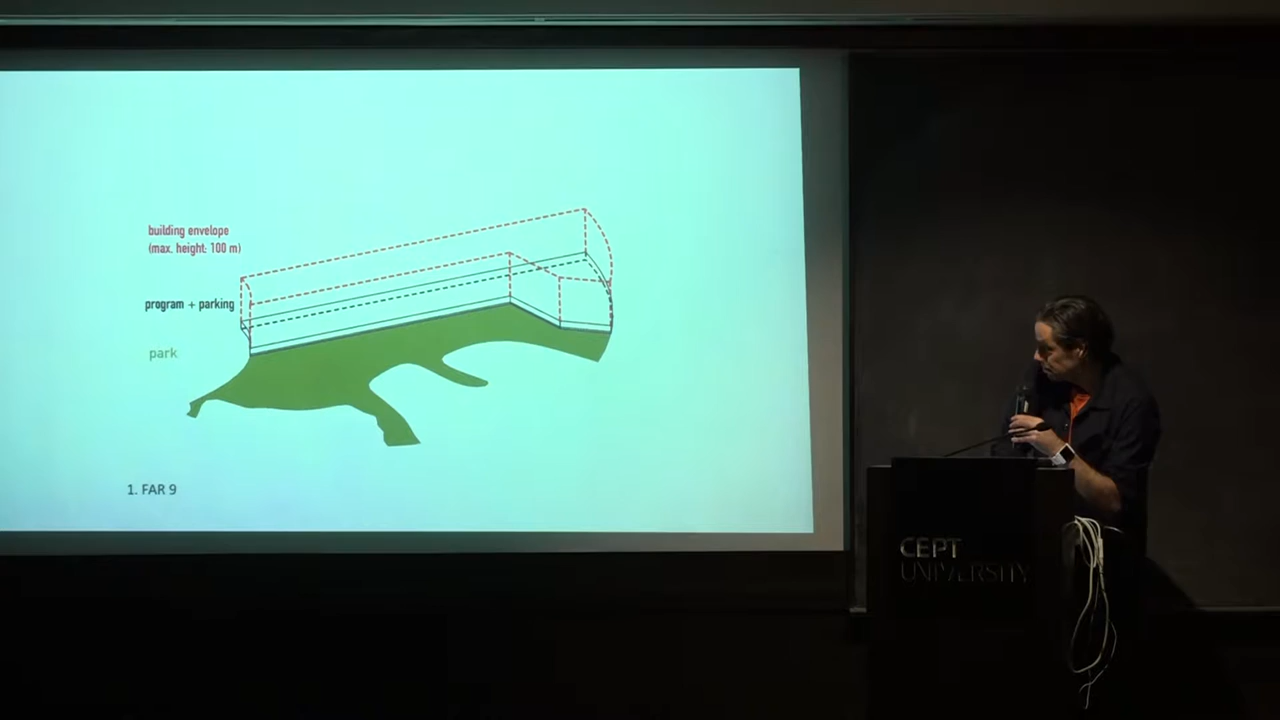 building envelope
(max. height: 100 m)
program + parking
park
1. FAR 9
CEPT
UNIVERSITY